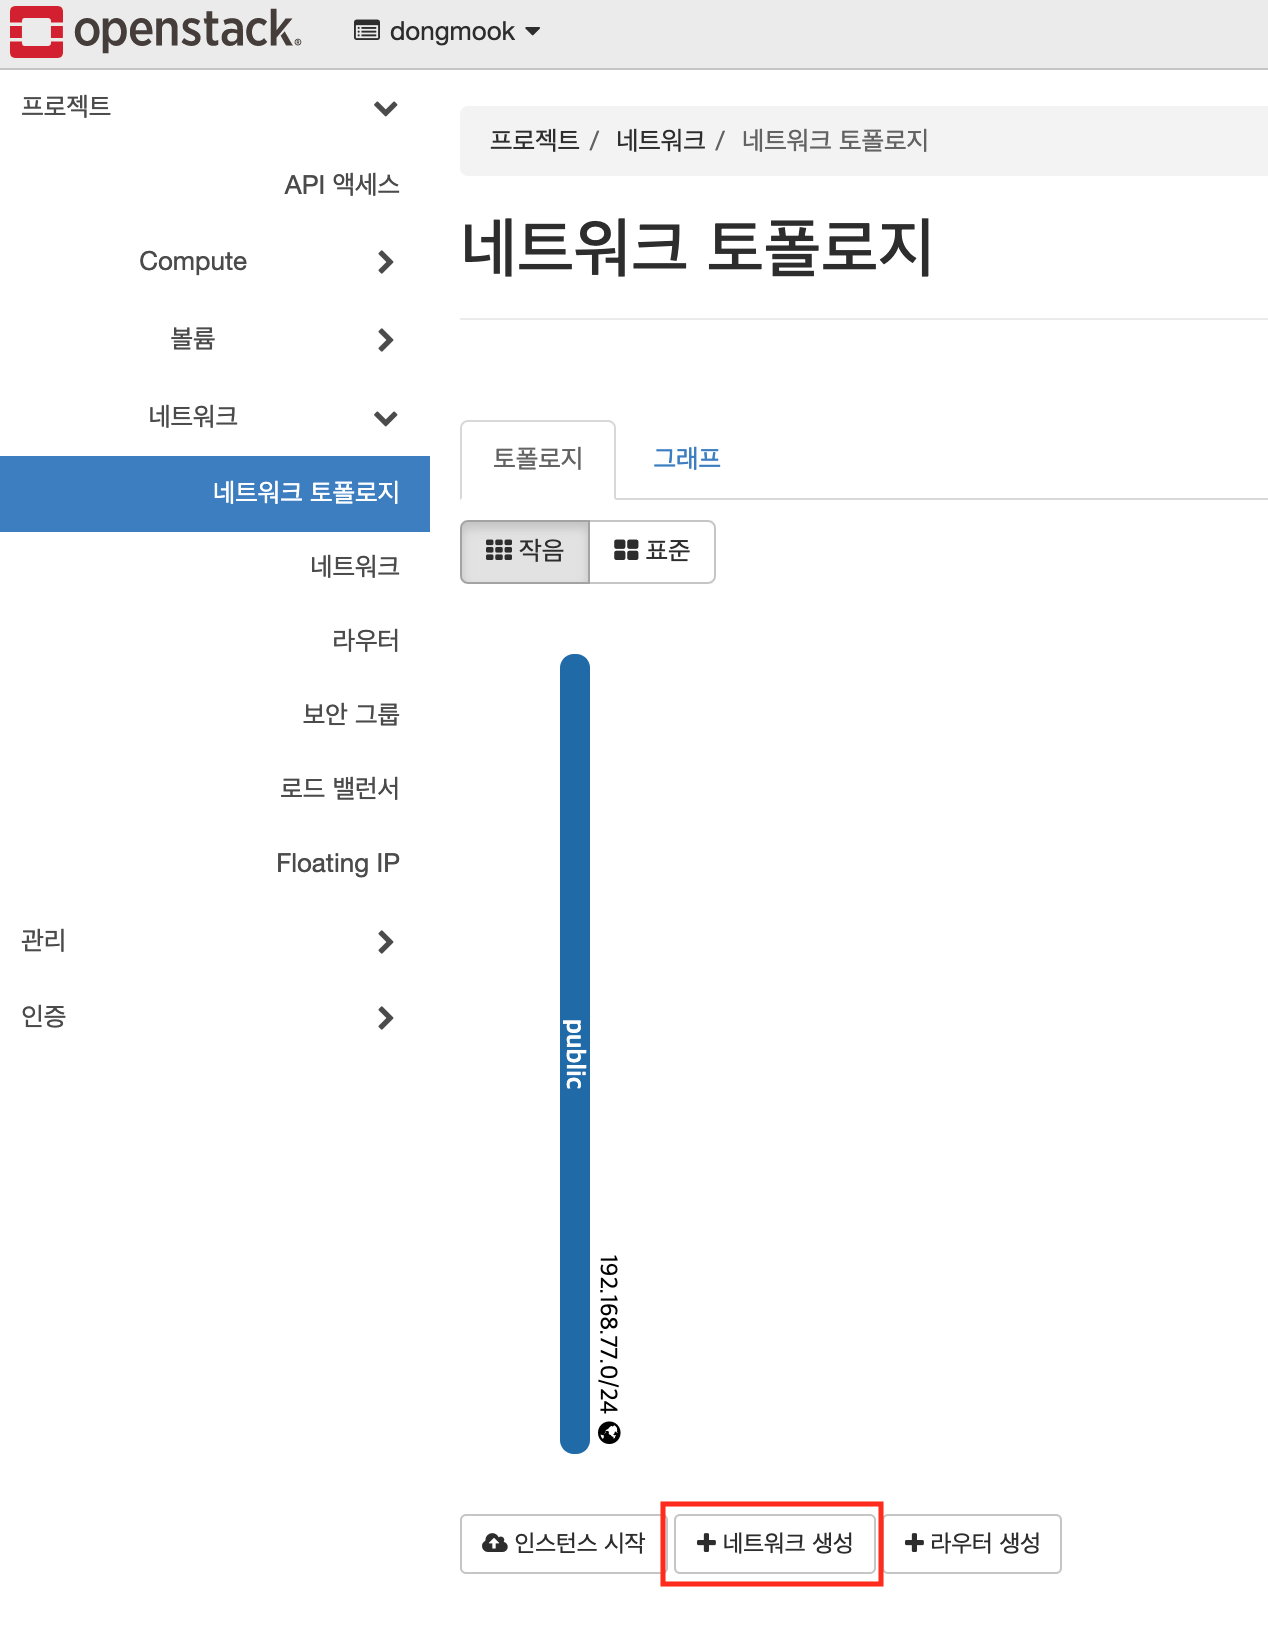 openstack.
dongmook
프로젝트
API 액세스
Compute
볼륨
네트워크
네트워크 토폴로지
네트워크
라우터
보안 그룹
로드 밸런서
Floating IP
관리
인증
프로젝트 / 네트워크 / 네트워크 토폴로지
네트워크 토폴로지
토폴로지 그래프
작음 표준
public
192.168.77.0/24
인스턴스 시작 +네트워크 생성 +라우터 생성